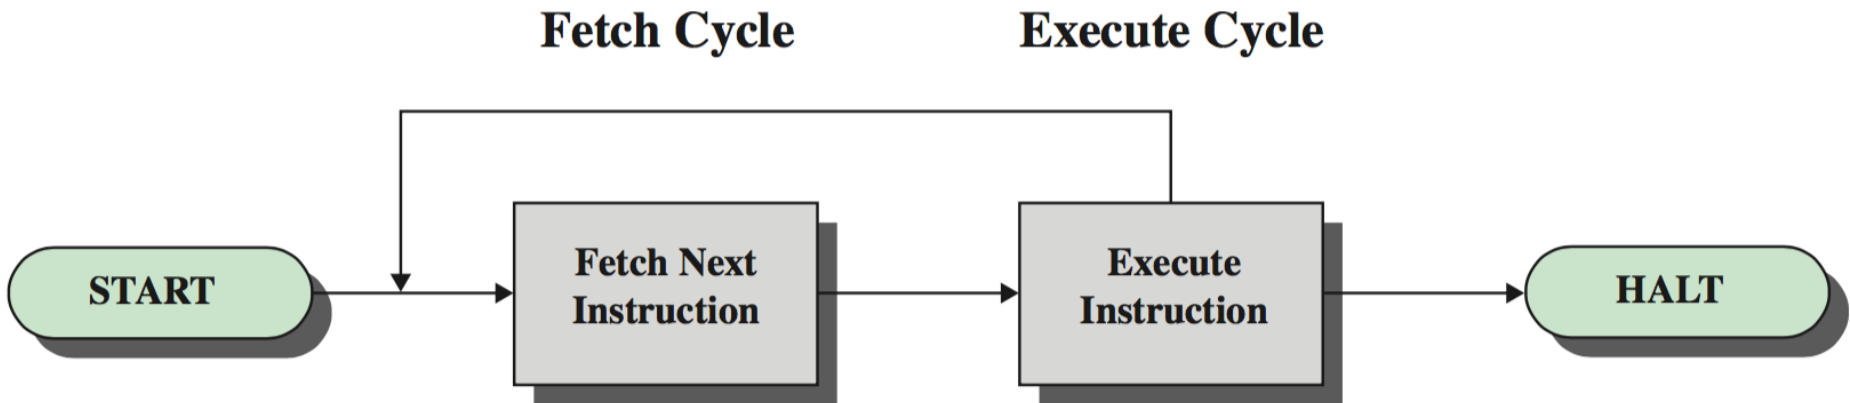 Fetch Cycle
Execute Cycle
START
Fetch Next
Instruction
Execute
Instruction
HALT